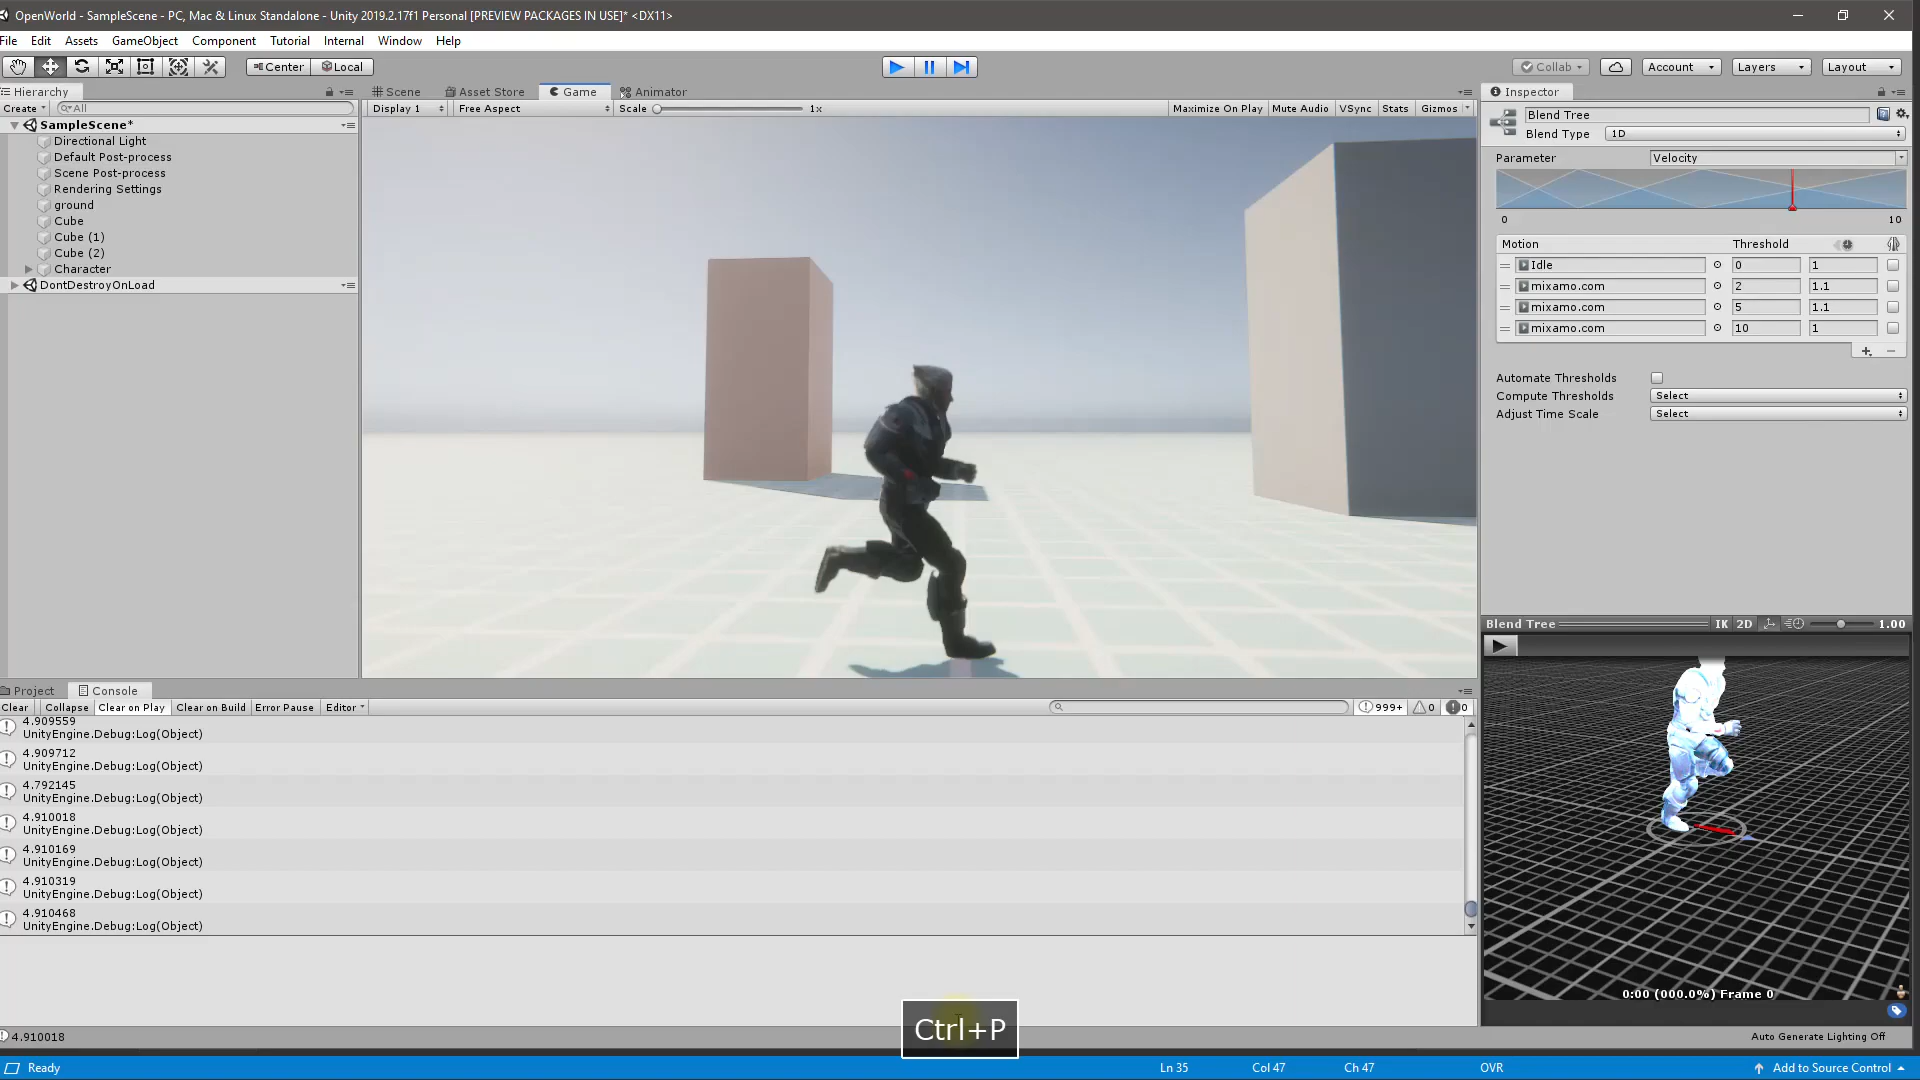 OpenWorld - SampleScene - PC, Mac & Linux Standalone - Unity 2019.2.17f1 Personal [PREVIEW PACKAGES IN USE]* <DX11>
File Edit Assets GameObject Component Tutorial Internal Window Help
Center Local Collab Account Layers Layout
Hierarchy
Create All
SampleScene*
Directional Light
Default Post-process
Scene Post-process
Rendering Settings
ground
Cube
Cube (1)
Cube (2)
Character
DontDestroyOnLoad
Scene Asset Store Game Animator
Display 1 Free Aspect Scale 1x Maximize On Play Mute Audio VSync Stats Gizmos
Inspector
Blend Tree
Blend Type 1D
Parameter Velocity
0 10
Motion Threshold
Idle 0 1
mixamo.com 2 1.1
mixamo.com 5 1.1
mixamo.com 10 1
Automate Thresholds
Compute Thresholds Select
Adjust Time Scale Select
Blend Tree IK 2D 1.00
0:00 (000.0%) Frame 0
Project Console
Clear Collapse Clear on Play Clear on Build Error Pause Editor 999+ 0 0
4.909559
UnityEngine.Debug:Log(Object)
4.909712
UnityEngine.Debug:Log(Object)
4.792145
UnityEngine.Debug:Log(Object)
4.910018
UnityEngine.Debug:Log(Object)
4.910169
UnityEngine.Debug:Log(Object)
4.910319
UnityEngine.Debug:Log(Object)
4.910468
UnityEngine.Debug:Log(Object)
Ctrl+P
4.910018
Auto Generate Lighting Off
Ready Ln 35 Col 47 Ch 47 OVR Add to Source Control